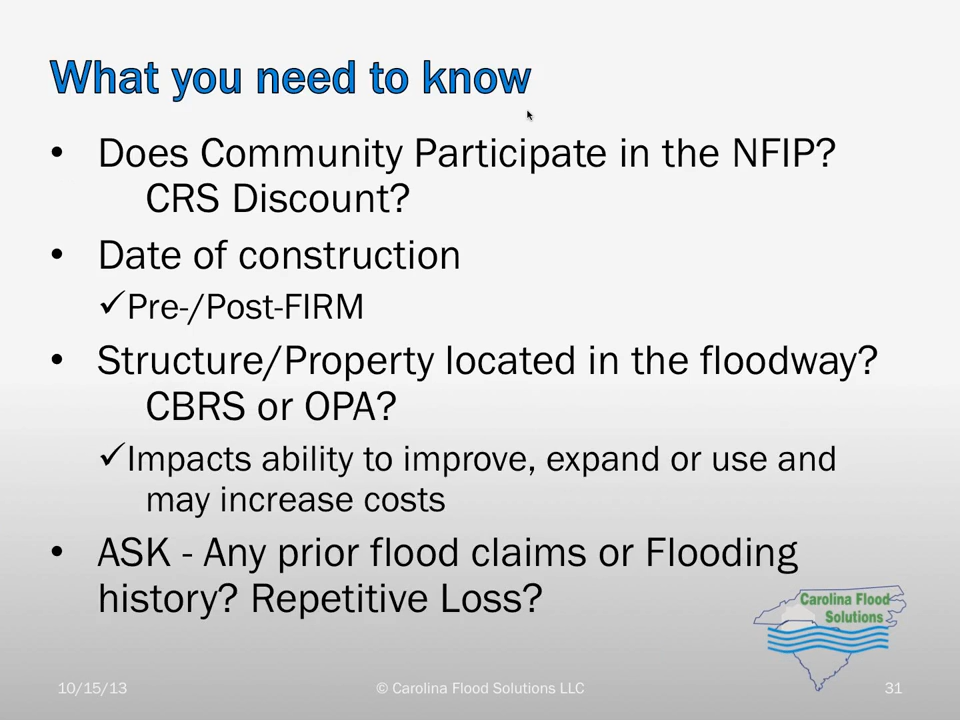 What you need to know
• Does Community Participate in the NFIP?
CRS Discount?
• Date of construction
✓Pre-/Post-FIRM
• Structure/Property located in the floodway?
CBRS or OPA?
✓Impacts ability to improve, expand or use and
may increase costs
• ASK - Any prior flood claims or Flooding
history? Repetitive Loss?
Carolina Flood
Solutions
10/15/13
© Carolina Flood Solutions LLC
31